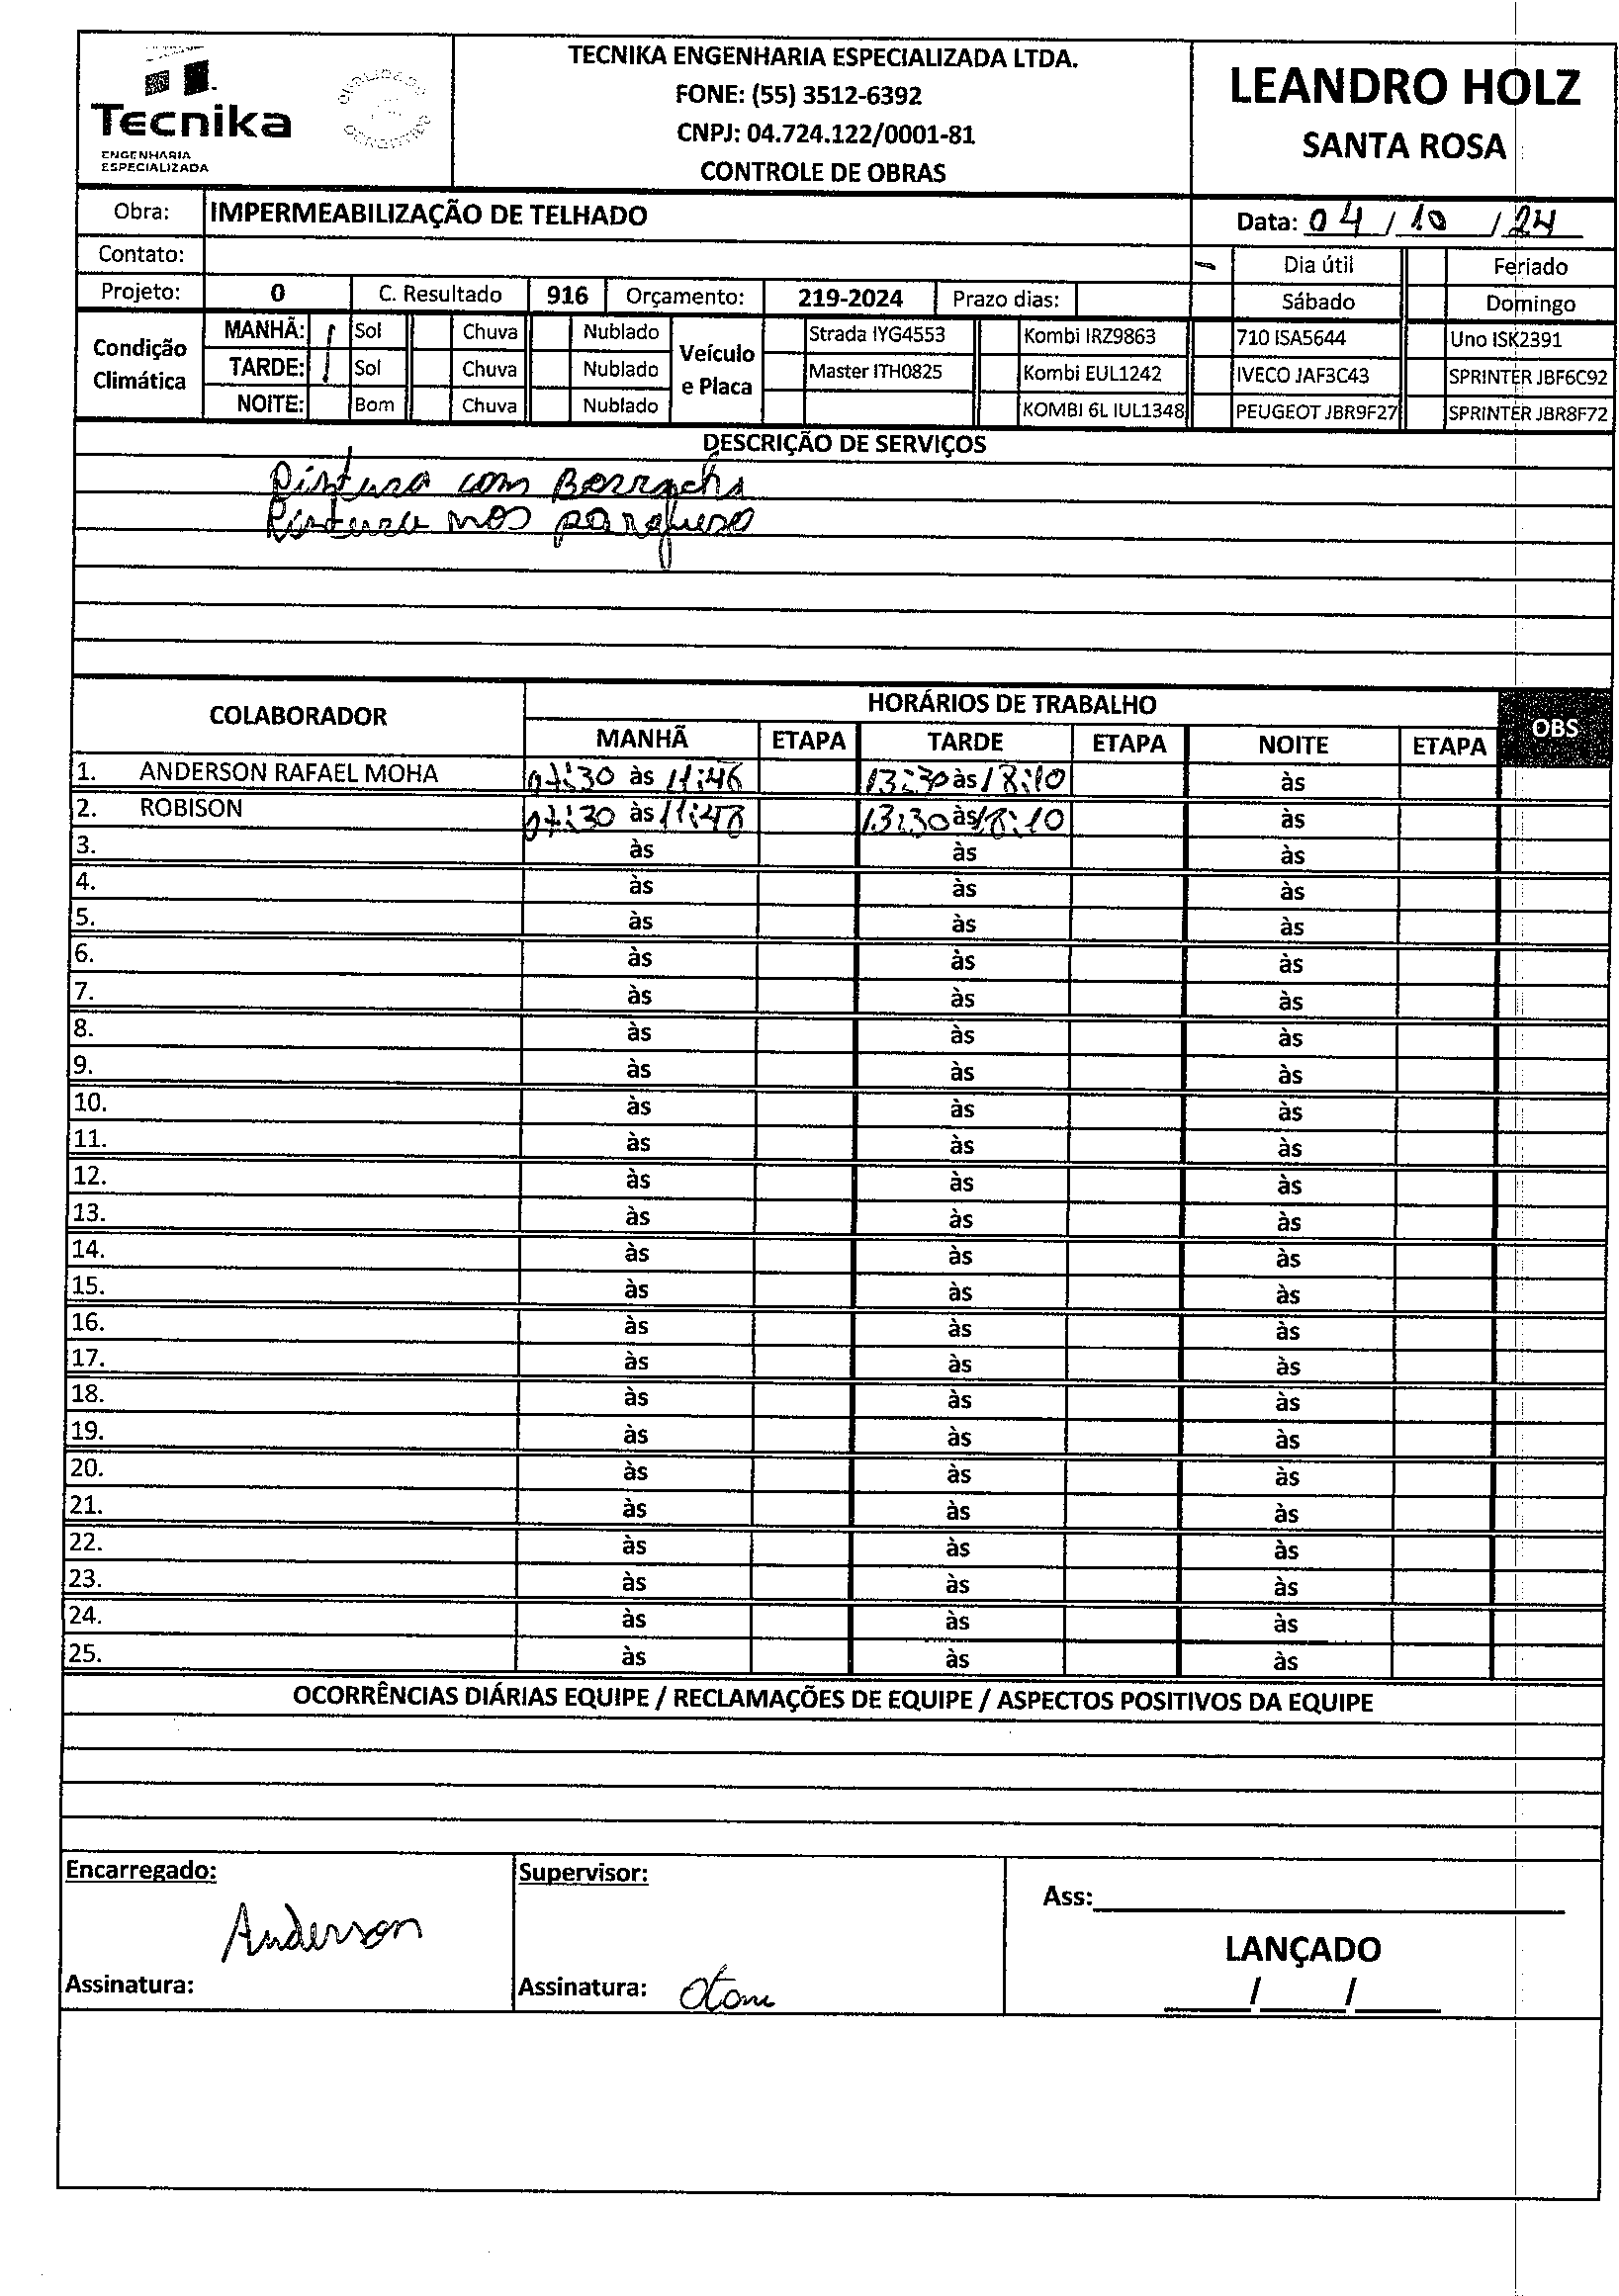 Tecnika
ENGENHARIA
ESPECIALIZADA
TECNIKA ENGENHARIA ESPECIALIZADA LTDA.
FONE: (55) 3512-6392
CNPJ: 04.724.122/0001-81
CONTROLE DE OBRAS
LEANDRO HOLZ
SANTA ROSA
Obra: IMPERMEABILIZAÇÃO DE TELHADO
Data: 04 / 10 / 24
Contato:
Dia útil Feriado
Projeto: 0 C. Resultado 916 Orçamento: 219-2024 Prazo dias:
Sábado Domingo
Condição Climática
MANHÃ: Sol Chuva Nublado
TARDE: Sol Chuva Nublado
NOITE: Bom Chuva Nublado
Veículo e Placa
Strada IYG4553 Kombi IRZ9863 710 ISA5644 Uno ISK2391
Master ITH0825 Kombi EUL1242 IVECO JAF3C43 SPRINTER JBF6C92
KOMBI 6L IUL1348 PEUGEOT JBR9F27 SPRINTER JBR8F72
DESCRIÇÃO DE SERVIÇOS
Pintura com Borracha
Pintura nos parafuso
COLABORADOR HORÁRIOS DE TRABALHO OBS
MANHÃ ETAPA TARDE ETAPA NOITE ETAPA
1. ANDERSON RAFAEL MOHA 07:30 às 11:48 13:30 às 18:10 às
2. ROBISON 07:30 às 11:48 13:30 às 18:10 às
3. às às às
4. às às às
5. às às às
6. às às às
7. às às às
8. às às às
9. às às às
10. às às às
11. às às às
12. às às às
13. às às às
14. às às às
15. às às às
16. às às às
17. às às às
18. às às às
19. às às às
20. às às às
21. às às às
22. às às às
23. às às às
24. às às às
25. às às às
OCORRÊNCIAS DIÁRIAS EQUIPE / RECLAMAÇÕES DE EQUIPE / ASPECTOS POSITIVOS DA EQUIPE
Encarregado:
Anderson
Assinatura:
Supervisor:
Assinatura:
Ass:
LANÇADO
/ /